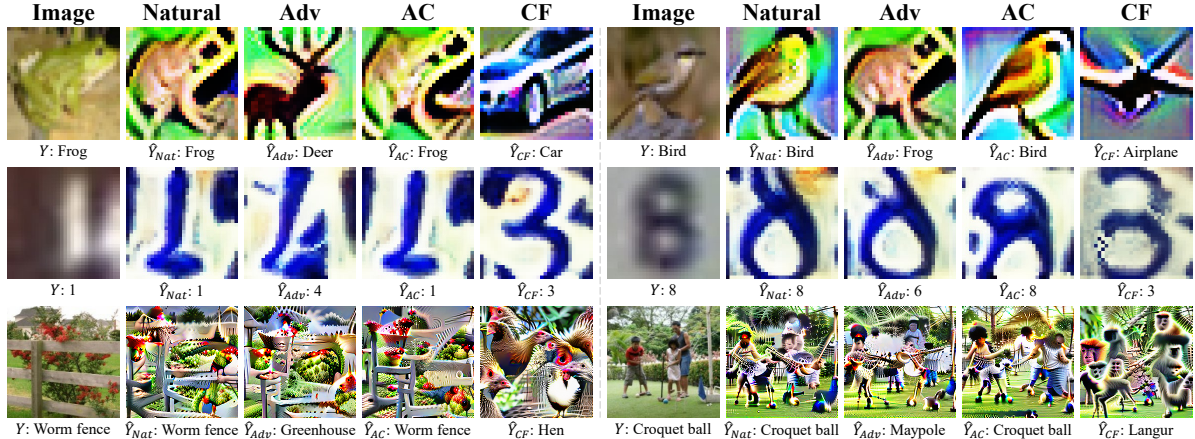 Image Natural Adv AC CF Image Natural Adv AC CF
Y: Frog Ŷ_Nat: Frog Ŷ_Adv: Deer Ŷ_AC: Frog Ŷ_CF: Car Y: Bird Ŷ_Nat: Bird Ŷ_Adv: Frog Ŷ_AC: Bird Ŷ_CF: Airplane
Y: 1 Ŷ_Nat: 1 Ŷ_Adv: 4 Ŷ_AC: 1 Ŷ_CF: 3 Y: 8 Ŷ_Nat: 8 Ŷ_Adv: 6 Ŷ_AC: 8 Ŷ_CF: 3
Y: Worm fence Ŷ_Nat: Worm fence Ŷ_Adv: Greenhouse Ŷ_AC: Worm fence Ŷ_CF: Hen Y: Croquet ball Ŷ_Nat: Croquet ball Ŷ_Adv: Maypole Ŷ_AC: Croquet ball Ŷ_CF: Langur